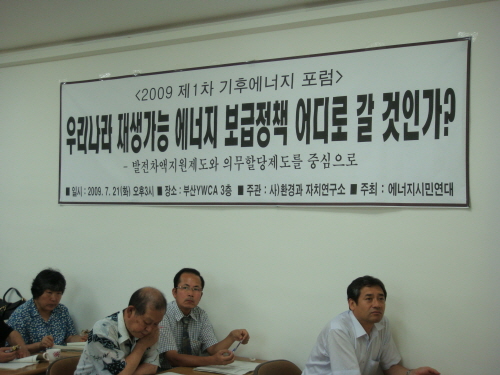 <2009 제1차 기후에너지 포럼>
우리나라 재생가능 에너지 보급정책 어디로 갈 것인가?
- 발전차액지원제도와 의무할당제도를 중심으로
■ 일시 : 2009. 7. 21(화) 오후3시 ■ 장소 : 부산YWCA 3층 ■ 주관 : 사)환경과 자치연구소 ■ 주최 : 에너지시민연대